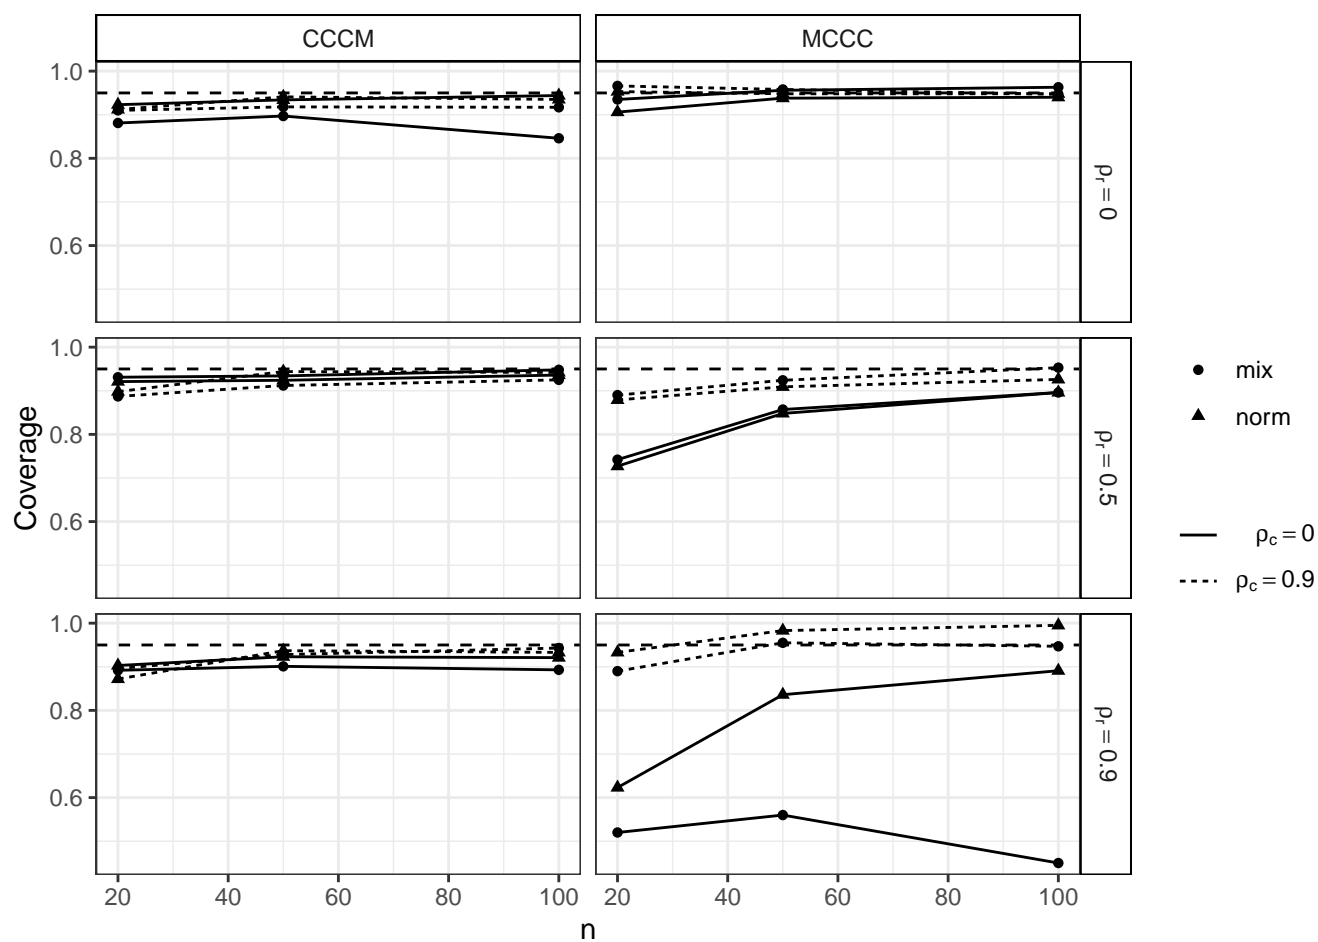 CCCM MCCC
1.0
0.8
0.6
ρr = 0
1.0
0.8
0.6
ρr = 0.5
1.0
0.8
0.6
ρr = 0.9
Coverage
20 40 60 80 100 20 40 60 80 100
n
mix
norm
ρc = 0
ρc = 0.9